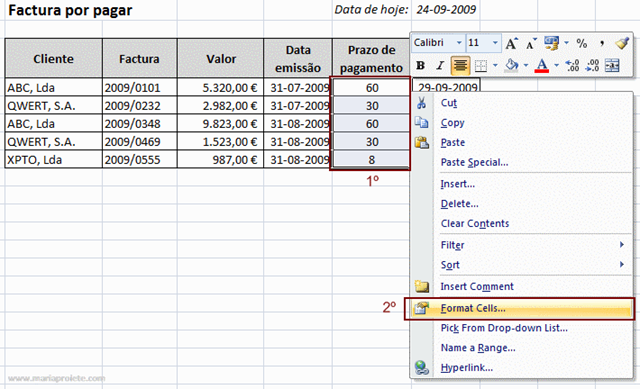 Factura por pagar
Data de hoje: 24-09-2009
Calibri 11 A A % ,
B I A .00 .0
Cliente Factura Valor Data emissão Prazo de pagamento
ABC, Lda 2009/0101 5.320,00 € 31-07-2009 60 29-09-2009
QWERT, S.A. 2009/0232 2.982,00 € 31-07-2009 30
ABC, Lda 2009/0348 9.823,00 € 31-08-2009 60
QWERT, S.A. 2009/0469 1.523,00 € 31-08-2009 30
XPTO, Lda 2009/0555 987,00 € 31-08-2009 8
1º
Cut
Copy
Paste
Paste Special...
Insert...
Delete...
Clear Contents
Filter
Sort
Insert Comment
2º
Format Cells...
Pick From Drop-down List...
Name a Range...
Hyperlink...
www.mariaprojete.com